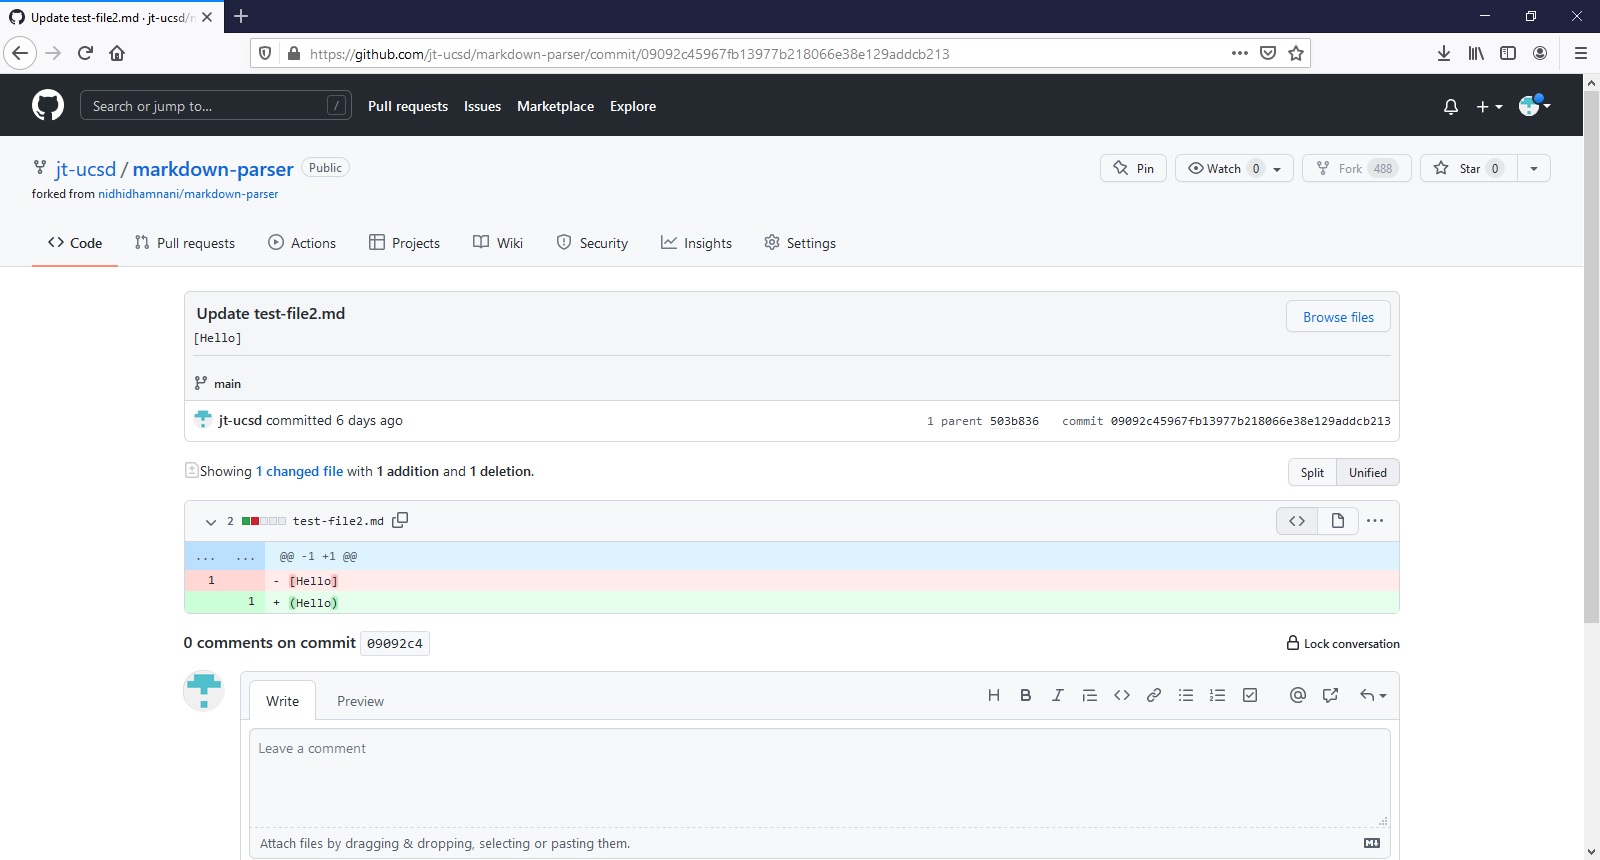 Update test-file2.md · jt-ucsd/m
https://github.com/jt-ucsd/markdown-parser/commit/09092c45967fb13977b218066e38e129addcb213
Search or jump to... / Pull requests Issues Marketplace Explore
jt-ucsd / markdown-parser Public Pin Watch 0 Fork 488 Star 0
forked from nidhidhamnani/markdown-parser
Code Pull requests Actions Projects Wiki Security Insights Settings
Update test-file2.md Browse files
[Hello]
main
jt-ucsd committed 6 days ago 1 parent 503b836 commit 09092c45967fb13977b218066e38e129addcb213
Showing 1 changed file with 1 addition and 1 deletion. Split Unified
2 test-file2.md
... ... @@ -1 +1 @@
1 - [Hello]
1 + (Hello)
0 comments on commit 09092c4 Lock conversation
Write Preview
Leave a comment
Attach files by dragging & dropping, selecting or pasting them.